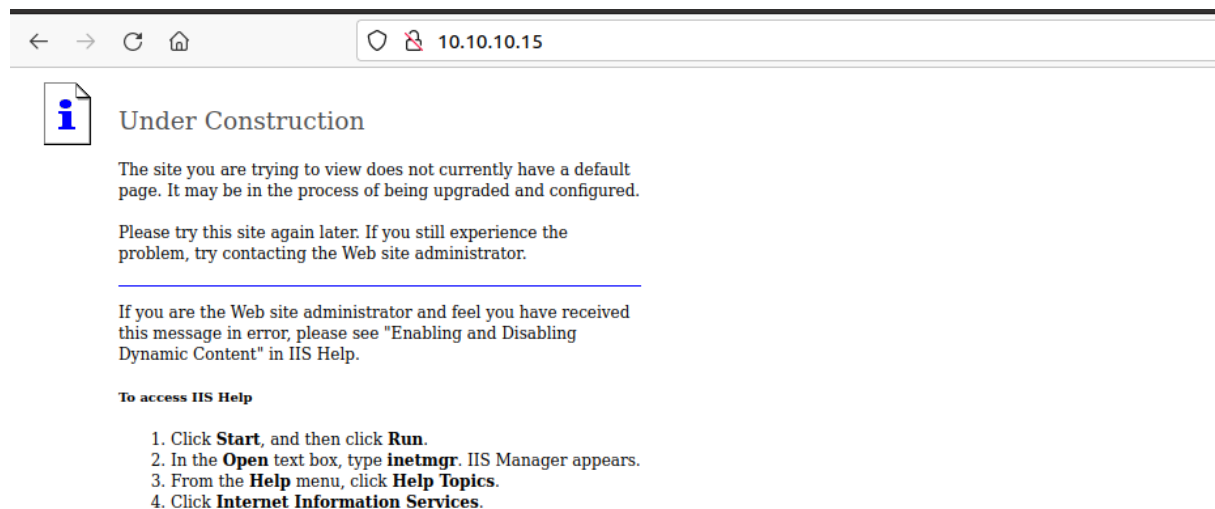 10.10.10.15
i
Under Construction
The site you are trying to view does not currently have a default
page. It may be in the process of being upgraded and configured.
Please try this site again later. If you still experience the
problem, try contacting the Web site administrator.
If you are the Web site administrator and feel you have received
this message in error, please see "Enabling and Disabling
Dynamic Content" in IIS Help.
To access IIS Help
1. Click Start, and then click Run.
2. In the Open text box, type inetmgr. IIS Manager appears.
3. From the Help menu, click Help Topics.
4. Click Internet Information Services.